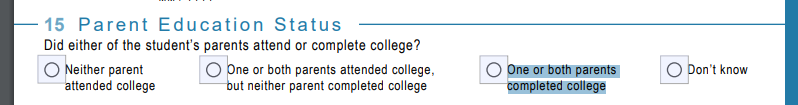 15 Parent Education Status
Did either of the student's parents attend or complete college?
Neither parent
attended college
One or both parents attended college,
but neither parent completed college
One or both parents
completed college
Don't know